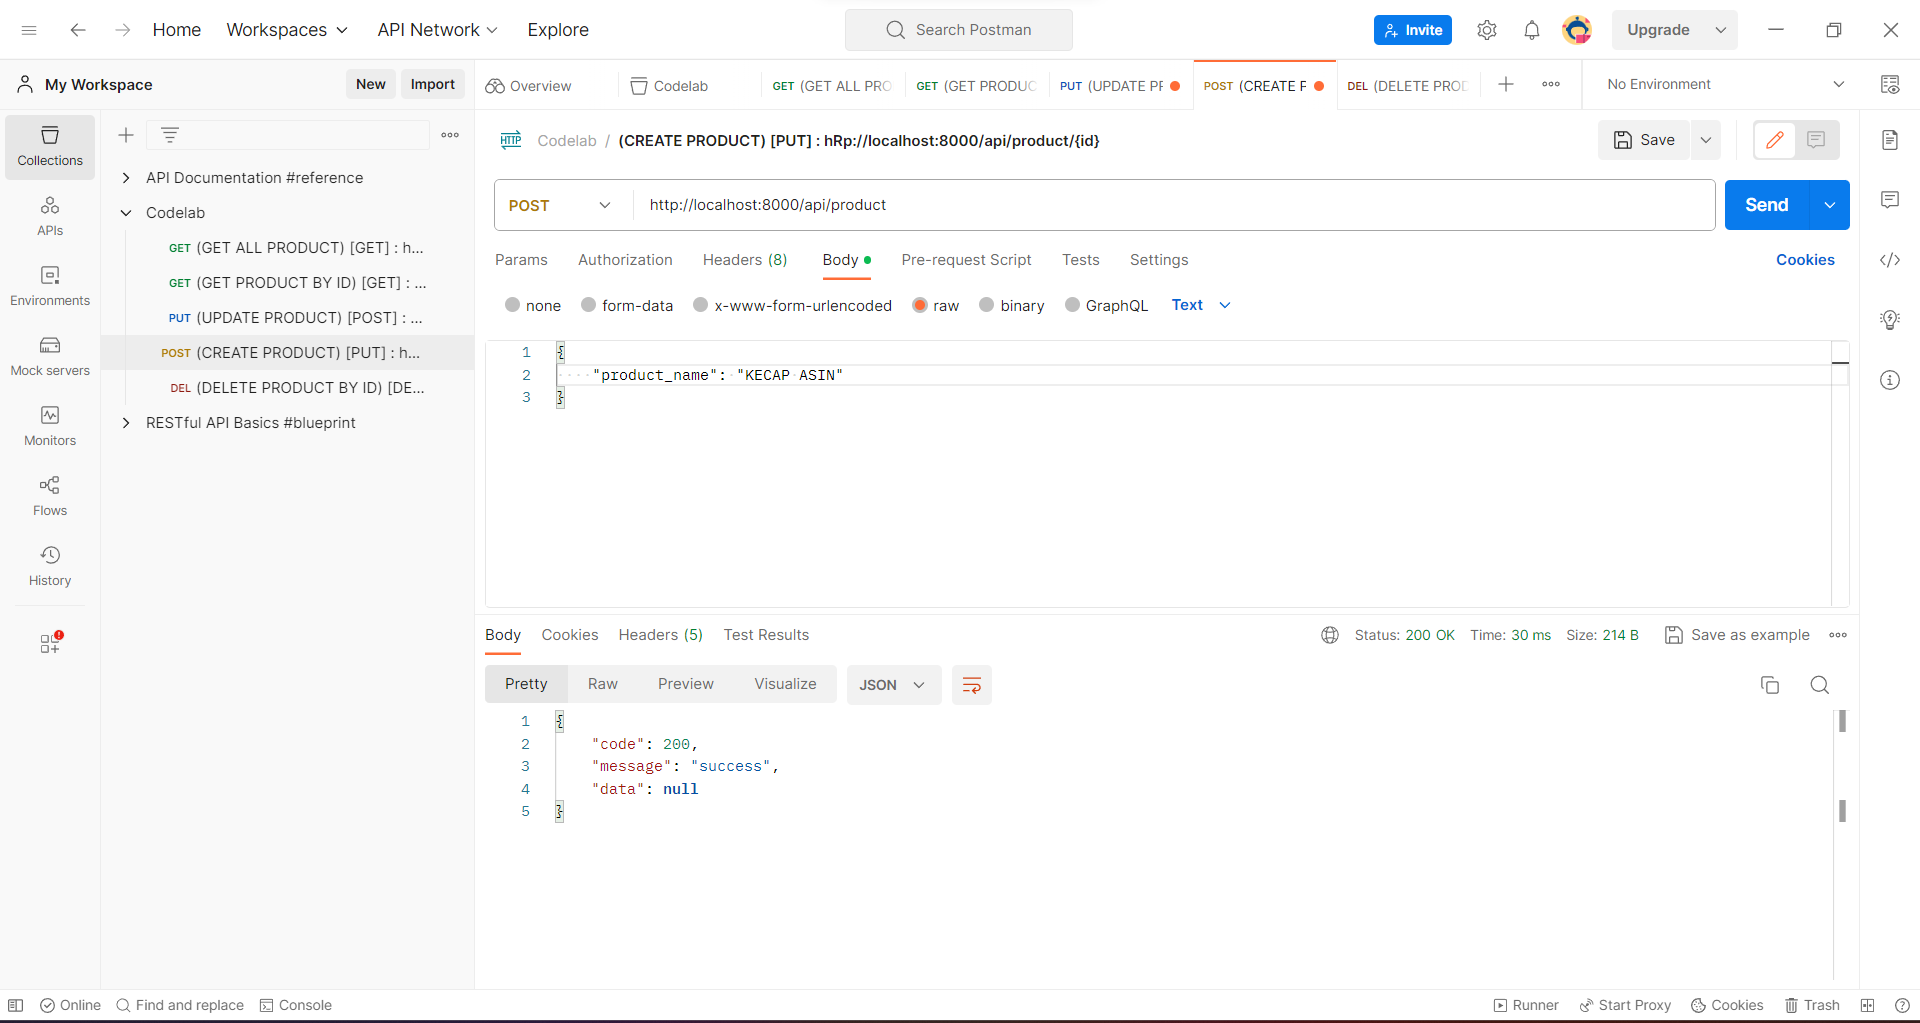 Home Workspaces API Network Explore Search Postman Invite Upgrade
My Workspace New Import
Overview Codelab GET (GET ALL PRO GET (GET PRODUC PUT (UPDATE PF POST (CREATE F DEL (DELETE PROD No Environment
Collections
APIs
Environments
Mock servers
Monitors
Flows
History
API Documentation #reference
Codelab
GET (GET ALL PRODUCT) [GET] : h...
GET (GET PRODUCT BY ID) [GET] : ...
PUT (UPDATE PRODUCT) [POST] : ...
POST (CREATE PRODUCT) [PUT] : h...
DEL (DELETE PRODUCT BY ID) [DE...
RESTful API Basics #blueprint
HTTP Codelab / (CREATE PRODUCT) [PUT] : hRp://localhost:8000/api/product/{id} Save
POST http://localhost:8000/api/product Send
Params Authorization Headers (8) Body Pre-request Script Tests Settings Cookies
none form-data x-www-form-urlencoded raw binary GraphQL Text
1 {
2 "product_name": "KECAP ASIN"
3 }
Body Cookies Headers (5) Test Results Status: 200 OK Time: 30 ms Size: 214 B Save as example
Pretty Raw Preview Visualize JSON
1 {
2 "code": 200,
3 "message": "success",
4 "data": null
5 }
Online Find and replace Console Runner Start Proxy Cookies Trash